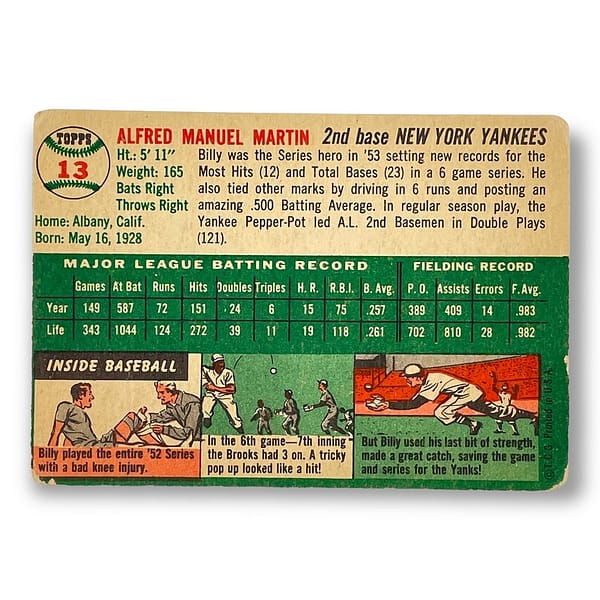 TOPPS
13
ALFRED MANUEL MARTIN 2nd base NEW YORK YANKEES
Ht.: 5' 11"
Weight: 165
Bats Right
Throws Right
Home: Albany, Calif.
Born: May 16, 1928
Billy was the Series hero in '53 setting new records for the
Most Hits (12) and Total Bases (23) in a 6 game series. He
also tied other marks by driving in 6 runs and posting an
amazing .500 Batting Average. In regular season play, the
Yankee Pepper-Pot led A.L. 2nd Basemen in Double Plays
(121).
MAJOR LEAGUE BATTING RECORD FIELDING RECORD
Games At Bat Runs Hits Doubles Triples H. R. R.B.I. B. Avg. P. O. Assists Errors F. Avg.
Year 149 587 72 151 24 6 15 75 .257 389 409 14 .983
Life 343 1044 124 272 39 11 19 118 .261 702 810 28 .982
INSIDE BASEBALL
Billy played the entire '52 Series
with a bad knee injury.
In the 6th game—7th inning
the Brooks had 3 on. A tricky
pop up looked like a hit!
But Billy used his last bit of strength,
made a great catch, saving the
game and series for the Yanks!
©T.C.G. Printed in U.S.A.